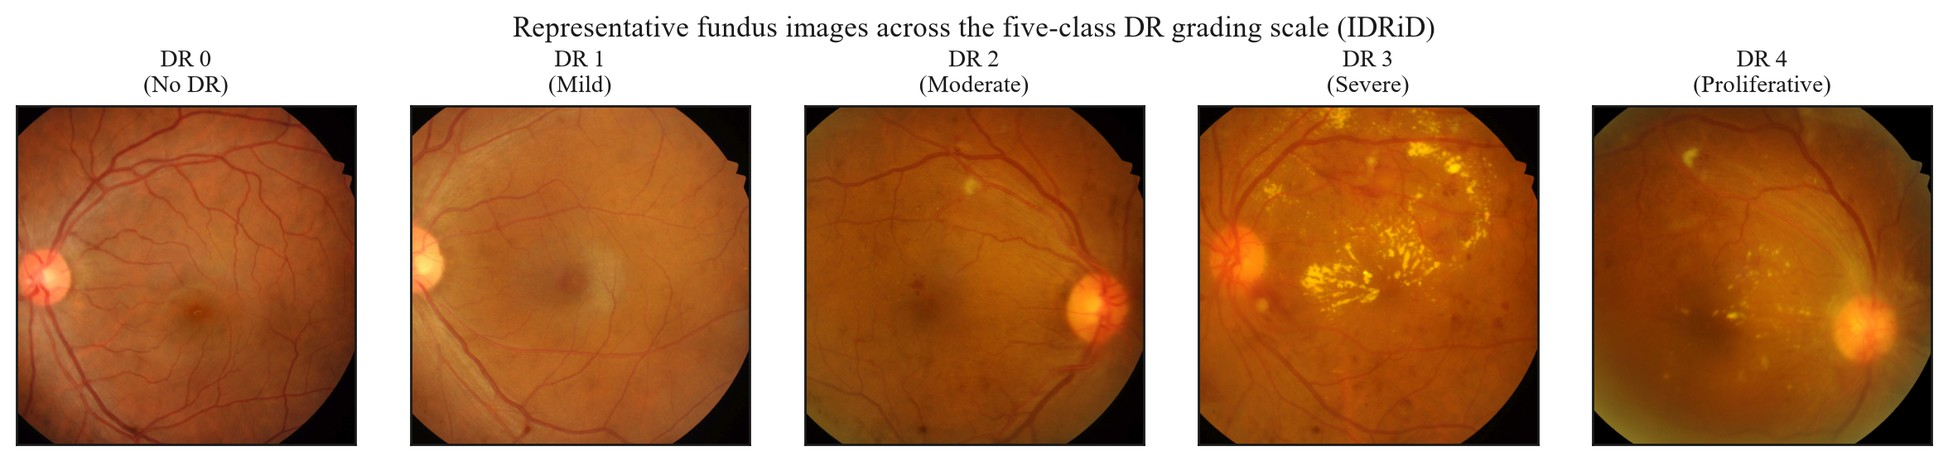 Representative fundus images across the five-class DR grading scale (IDRiD)
DR 0
(No DR)
DR 1
(Mild)
DR 2
(Moderate)
DR 3
(Severe)
DR 4
(Proliferative)